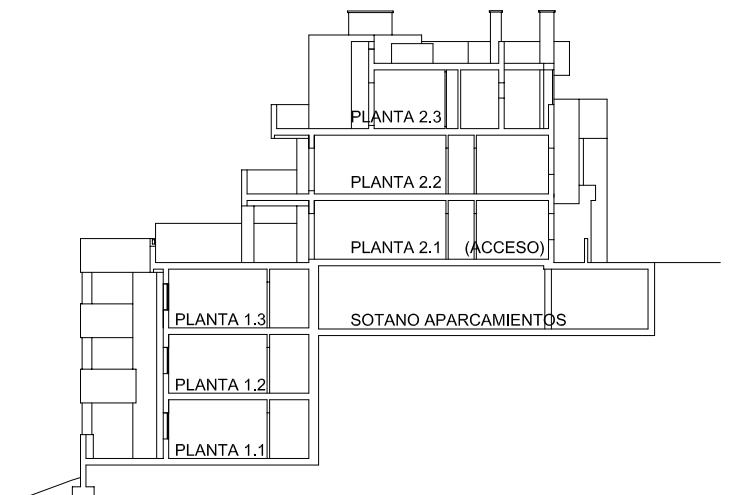 PLANTA 2.3
PLANTA 2.2
PLANTA 2.1 (ACCESO)
PLANTA 1.3 SOTANO APARCAMIENTOS
PLANTA 1.2
PLANTA 1.1